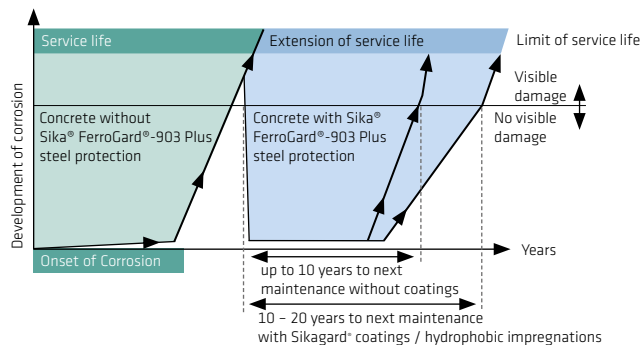 Service life
Extension of service life
Limit of service life
Visible
damage
No visible
damage
Concrete without
Sika® FerroGard®-903 Plus
steel protection
Concrete with Sika®
FerroGard®-903 Plus
steel protection
Development of corrosion
Years
Onset of Corrosion
up to 10 years to next
maintenance without coatings
10 – 20 years to next maintenance
with Sikagard® coatings / hydrophobic impregnations